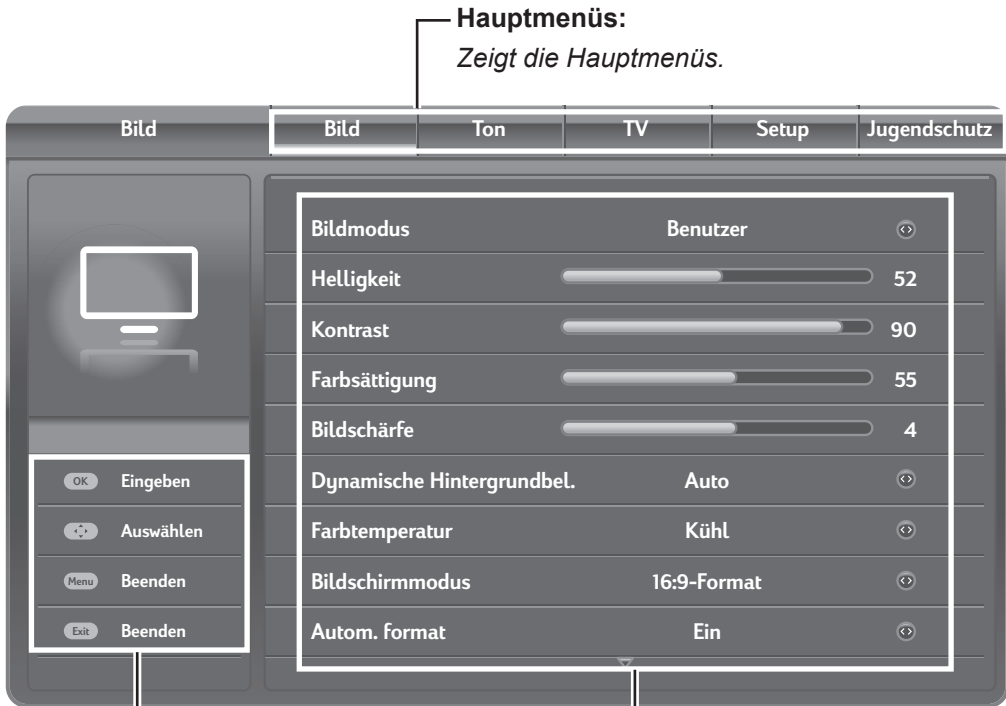 Hauptmenüs:
Zeigt die Hauptmenüs.
Bild Bild Ton TV Setup Jugendschutz
Bildmodus Benutzer
Helligkeit 52
Kontrast 90
Farbsättigung 55
Bildschärfe 4
Dynamische Hintergrundbel. Auto
Farbtemperatur Kühl
Bildschirmmodus 16:9-Format
Autom. format Ein
OK Eingeben
Auswählen
Menu Beenden
Exit Beenden